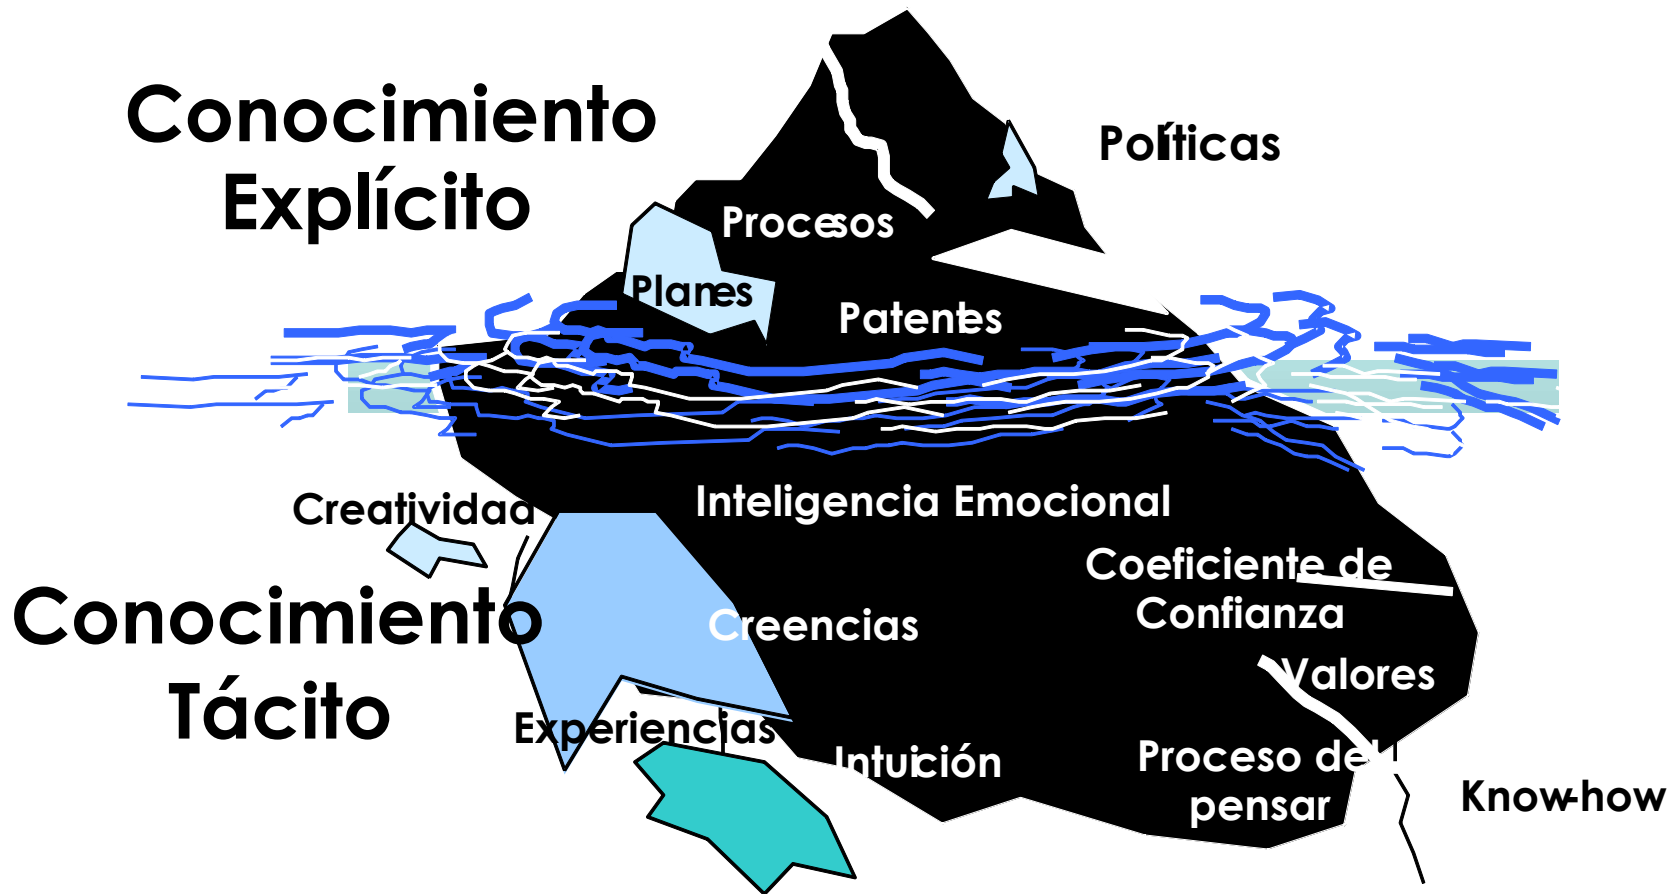 Conocimiento
Explícito
Políticas
Procesos
Planes
Patentes
Creatividad
Inteligencia Emocional
Coeficiente de
Confianza
Conocimiento
Tácito
Creencias
Valores
Experiencias
Intuición
Proceso del
pensar
Know-how